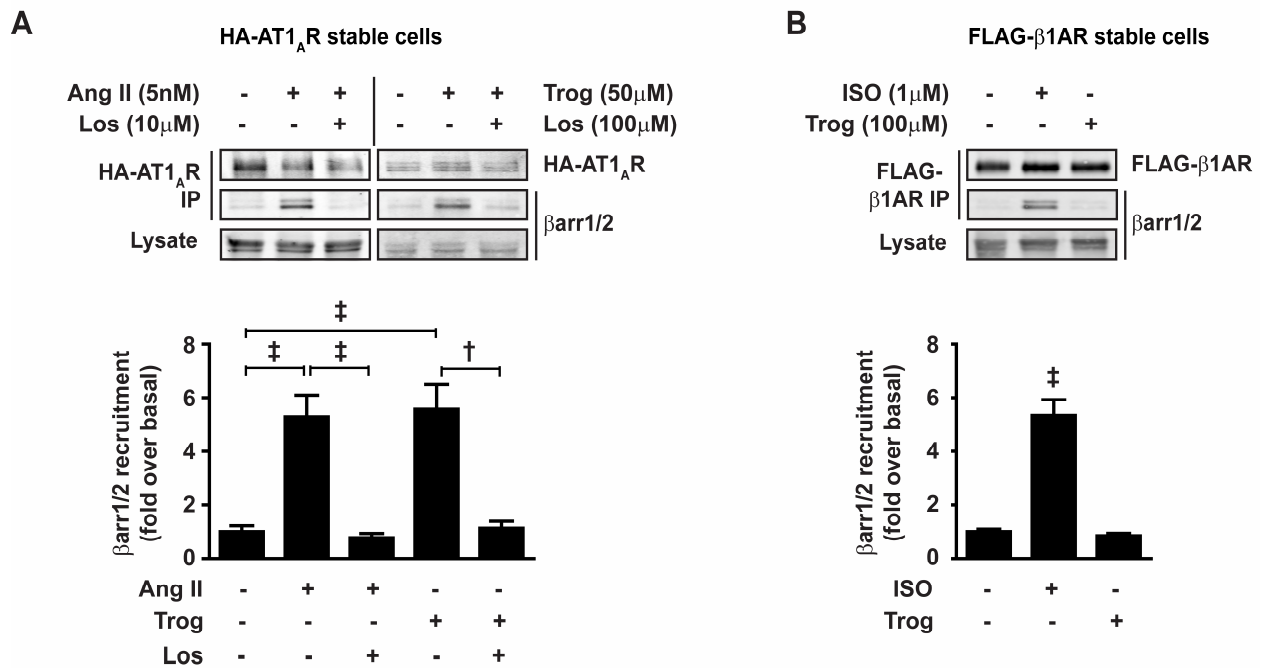 A
HA-AT1AR stable cells
Ang II (5nM) - + + - + + Trog (50μM)
Los (10μM) - - + - - + Los (100μM)
HA-AT1AR IP
HA-AT1AR
βarr1/2
Lysate
‡
‡ ‡ †
βarr1/2 recruitment
(fold over basal)
8
6
4
2
0
Ang II - + + - -
Trog - - - + +
Los - - + - +
B
FLAG-β1AR stable cells
ISO (1μM) - + -
Trog (100μM) - - +
FLAG-
β1AR IP
FLAG-β1AR
βarr1/2
Lysate
‡
βarr1/2 recruitment
(fold over basal)
8
6
4
2
0
ISO - + -
Trog - - +